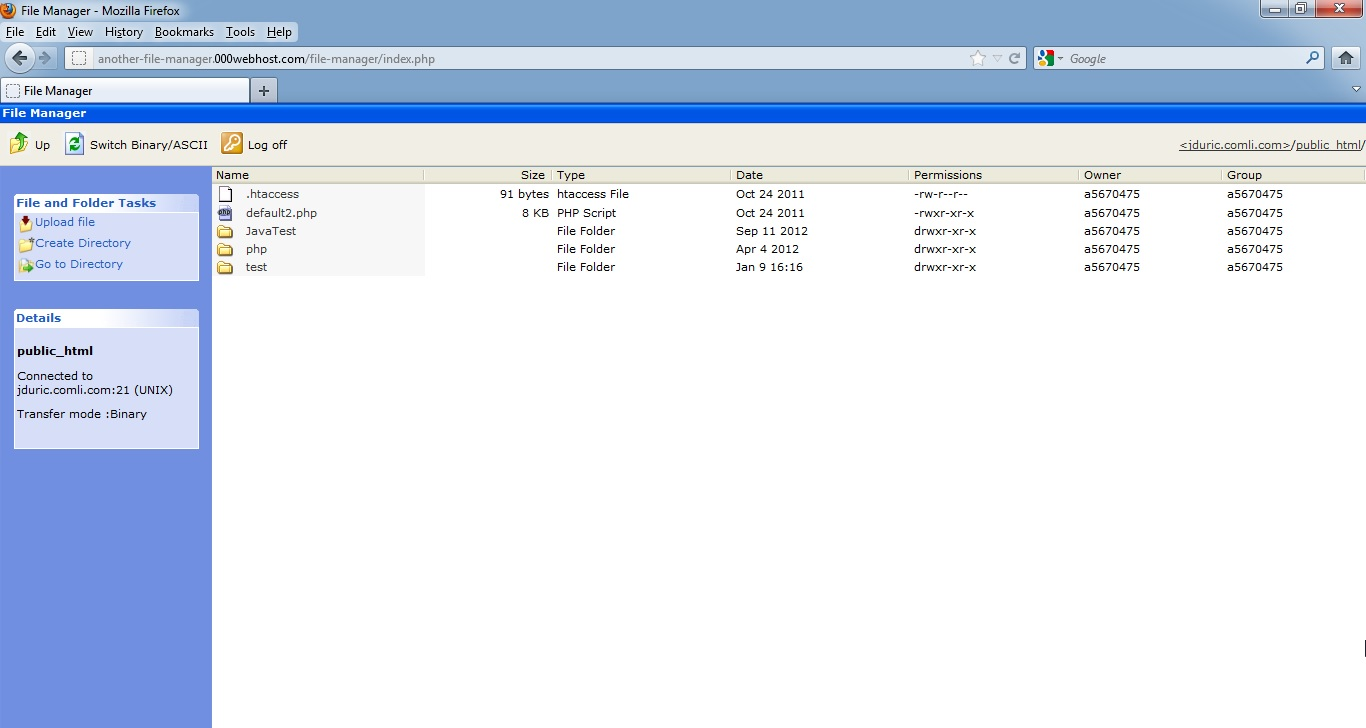 File Manager - Mozilla Firefox
File Edit View History Bookmarks Tools Help
another-file-manager.000webhost.com/file-manager/index.php Google
File Manager
File Manager
Up Switch Binary/ASCII Log off <jduric.comli.com>/public_html/
Name Size Type Date Permissions Owner Group
.htaccess 91 bytes htaccess File Oct 24 2011 -rw-r--r-- a5670475 a5670475
default2.php 8 KB PHP Script Oct 24 2011 -rwxr-xr-x a5670475 a5670475
JavaTest File Folder Sep 11 2012 drwxr-xr-x a5670475 a5670475
php File Folder Apr 4 2012 drwxr-xr-x a5670475 a5670475
test File Folder Jan 9 16:16 drwxr-xr-x a5670475 a5670475
File and Folder Tasks
Upload file
Create Directory
Go to Directory
Details
public_html
Connected to
jduric.comli.com:21 (UNIX)
Transfer mode :Binary